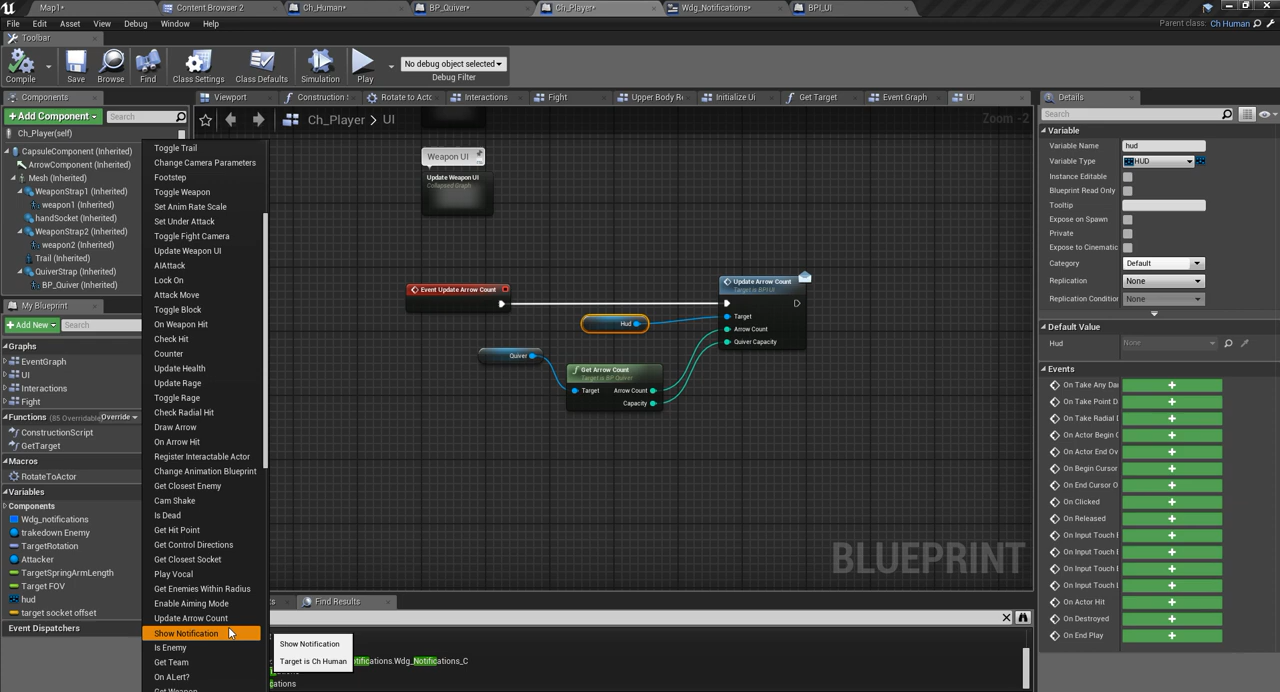 Map1*
Content Browser 2
Ch_Human*
BP_Quiver*
Ch_Player*
Wdg_Notifications*
BPI_UI
File Edit Asset View Debug Window Help
Parent class: Ch Human
Toolbar
Compile
Save
Browse
Find
Class Settings
Class Defaults
Simulation
Play
No debug object selected
Debug Filter
Components
+ Add Component
Search
Ch_Player(self)
CapsuleComponent (Inherited)
ArrowComponent (Inherited)
Mesh (Inherited)
WeaponStrap1 (Inherited)
weapon1 (Inherited)
handSocket (Inherited)
WeaponStrap2 (Inherited)
weapon2 (Inherited)
Trail (Inherited)
QuiverStrap (Inherited)
BP_Quiver (Inherited)
My Blueprint
+ Add New
Search
Graphs
EventGraph
UI
Interactions
Fight
Functions (85 Overridable)
Override
ConstructionScript
GetTarget
Macros
RotateToActor
Variables
Components
Wdg_notifications
trakedown Enemy
TargetRotation
Attacker
TargetSpringArmLength
Target FOV
hud
target socket offset
Event Dispatchers
Toggle Trail
Change Camera Parameters
Footstep
Toggle Weapon
Set Anim Rate Scale
Set Under Attack
Toggle Fight Camera
Update Weapon UI
AIAttack
Lock On
Attack Move
Toggle Block
On Weapon Hit
Check Hit
Counter
Update Health
Update Rage
Toggle Rage
Check Radial Hit
Draw Arrow
On Arrow Hit
Register Interactable Actor
Change Animation Blueprint
Get Closest Enemy
Cam Shake
Is Dead
Get Hit Point
Get Control Directions
Get Closest Socket
Play Vocal
Get Enemies Within Radius
Enable Aiming Mode
Update Arrow Count
Show Notification
Is Enemy
Get Team
On ALert?
Get Weapon
Show Notification
Target is Ch Human
Viewport
Construction
Rotate to Acto
Interactions
Fight
Upper Body R
Initialize Ui
Get Target
Event Graph
UI
Ch_Player > UI
Zoom -2
Weapon UI
Update Weapon UI
Collapsed Graph
Event Update Arrow Count
Hud
Quiver
Get Arrow Count
Target is BP Quiver
Target
Arrow Count
Capacity
Update Arrow Count
Target is BPI UI
Target
Arrow Count
Quiver Capacity
BLUEPRINT
Find Results
Notifications.Wdg_Notifications_C
Details
Search
Variable
Variable Name hud
Variable Type HUD
Instance Editable
Blueprint Read Only
Tooltip
Expose on Spawn
Private
Expose to Cinematic
Category Default
Replication None
Replication Condition None
Default Value
Hud None
Events
On Take Any Da
On Take Point D
On Take Radial D
On Actor Begin
On Actor End Ov
On Begin Cursor
On End Cursor O
On Clicked
On Released
On Input Touch
On Input Touch
On Input Touch
On Input Touch
On Actor Hit
On Destroyed
On End Play